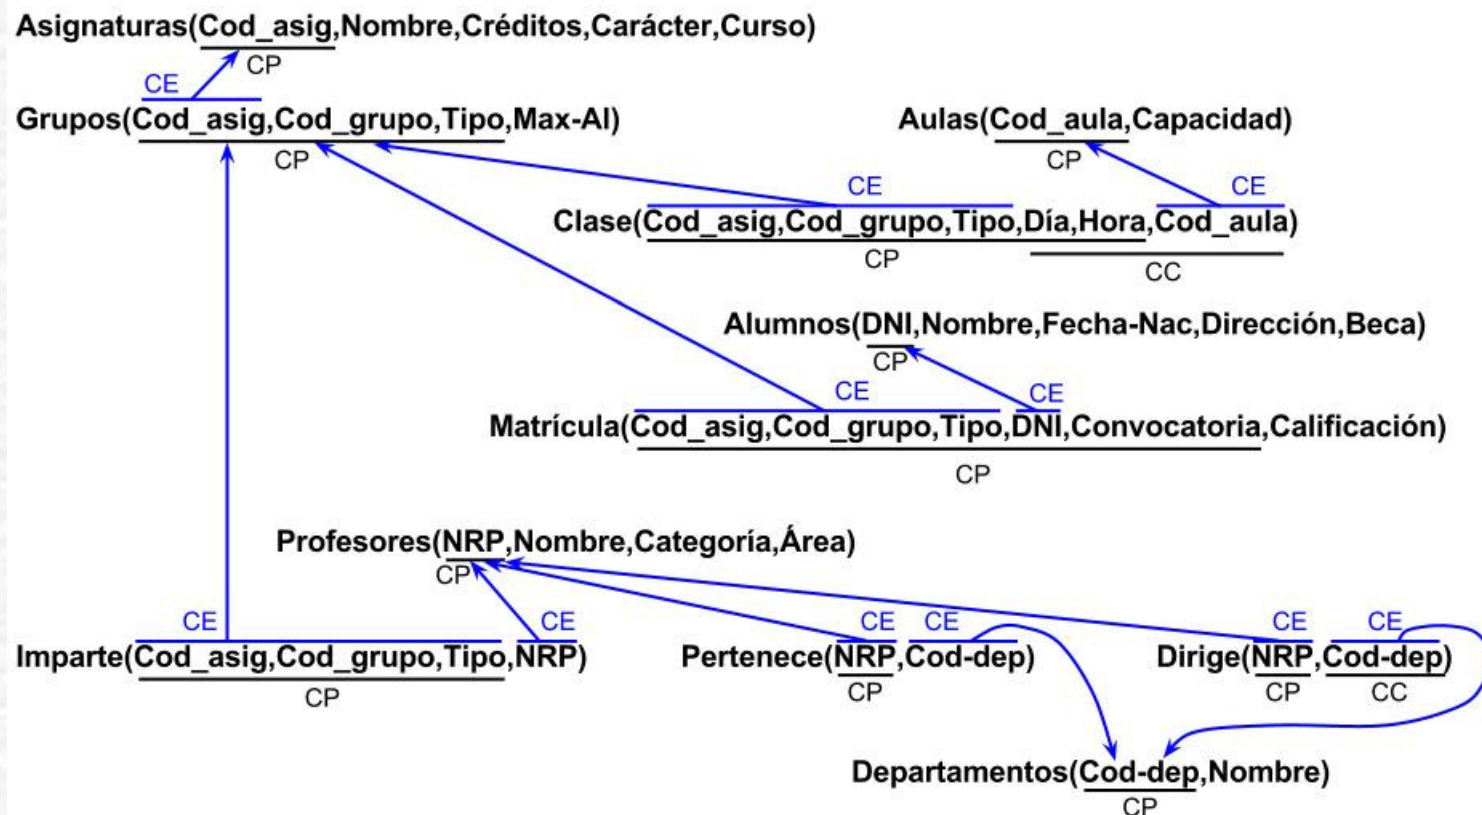 Asignaturas(Cod_asig,Nombre,Créditos,Carácter,Curso)
CP
CE
Grupos(Cod_asig,Cod_grupo,Tipo,Max-Al)
CP
Aulas(Cod_aula,Capacidad)
CP
CE
CE
Clase(Cod_asig,Cod_grupo,Tipo,Día,Hora,Cod_aula)
CP
CC
Alumnos(DNI,Nombre,Fecha-Nac,Dirección,Beca)
CP
CE
CE
Matrícula(Cod_asig,Cod_grupo,Tipo,DNI,Convocatoria,Calificación)
CP
Profesores(NRP,Nombre,Categoría,Área)
CP
CE
CE
Imparte(Cod_asig,Cod_grupo,Tipo,NRP)
CP
CE
CE
Pertenece(NRP,Cod-dep)
CP
CE
CE
Dirige(NRP,Cod-dep)
CP
CC
Departamentos(Cod-dep,Nombre)
CP